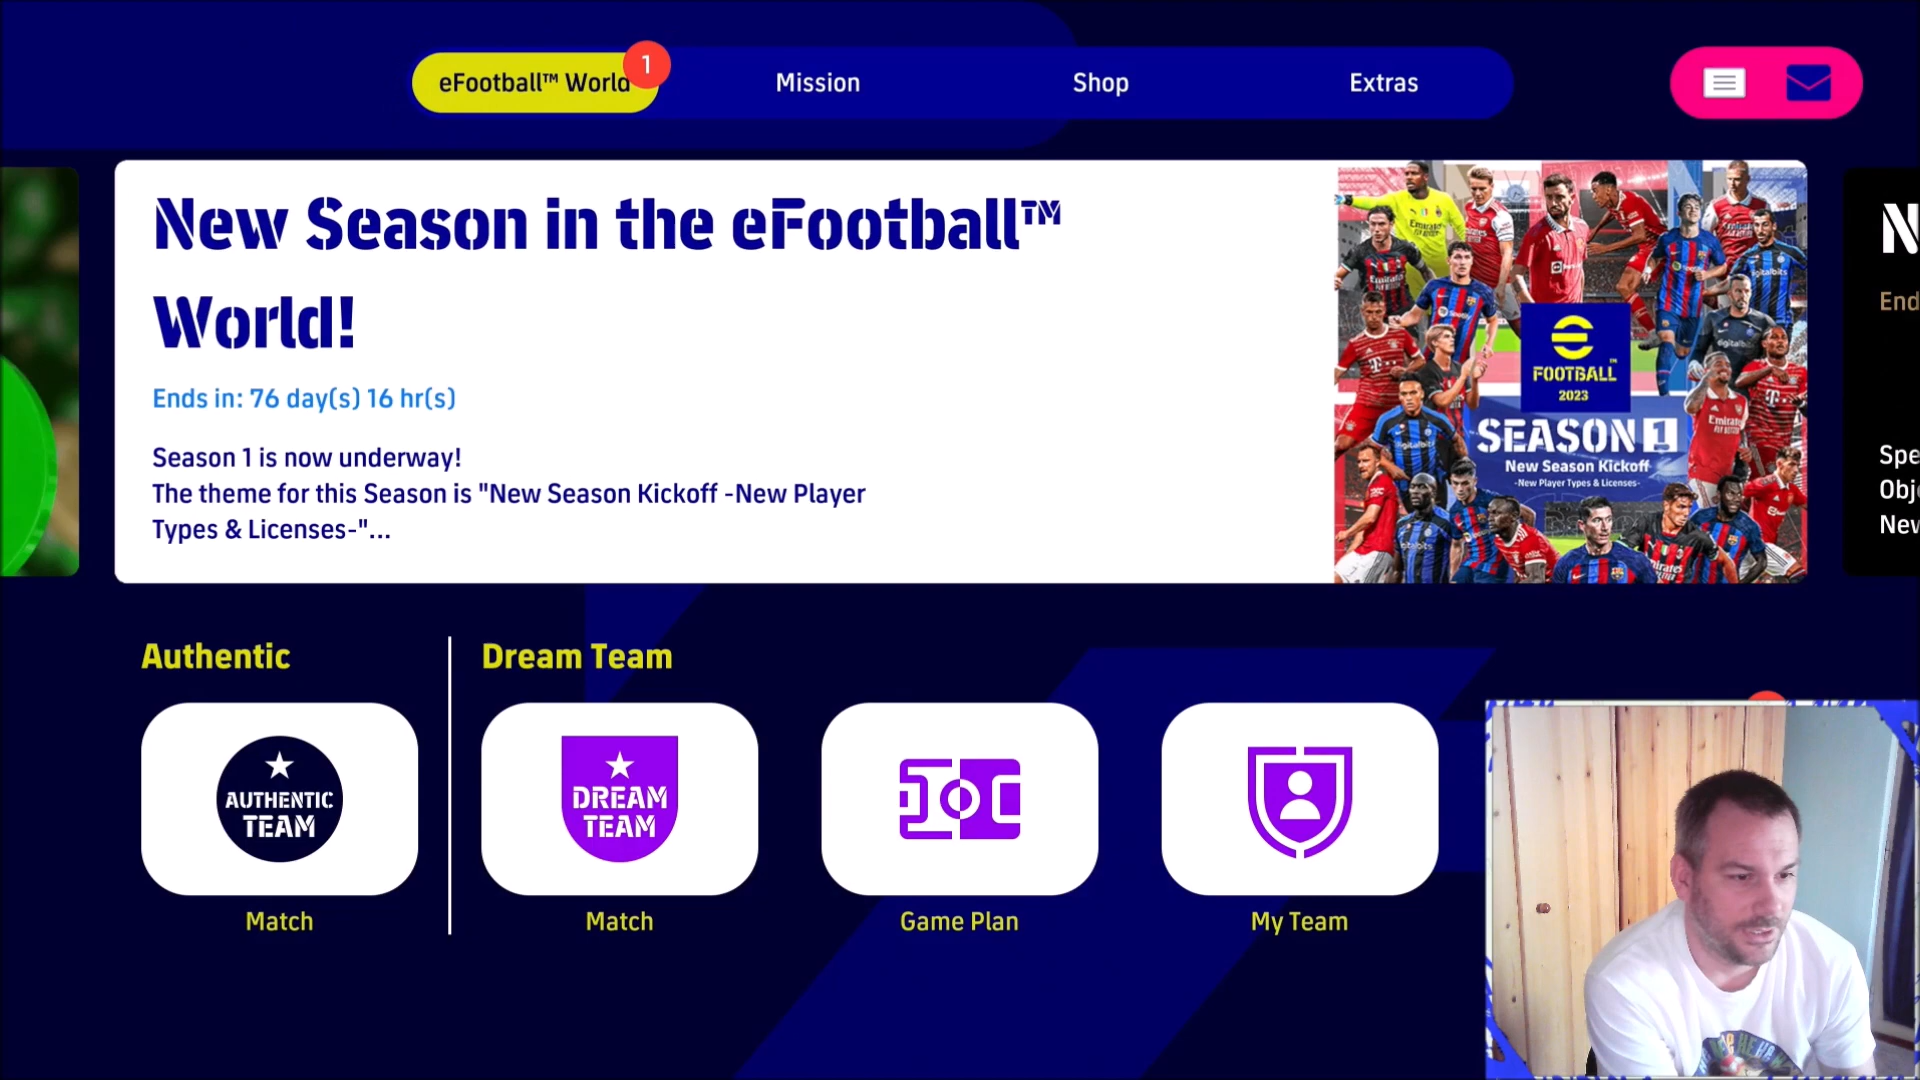 eFootball™ World
1
Mission
Shop
Extras
New Season in the eFootball™
World!
Ends in: 76 day(s) 16 hr(s)
Season 1 is now underway!
The theme for this Season is "New Season Kickoff -New Player
Types & Licenses-"...
FOOTBALL™
2023
SEASON 1
New Season Kickoff
-New Player Types & Licenses-
N
End
Spe
Obje
New
Authentic
Dream Team
AUTHENTIC
TEAM
DREAM
TEAM
Match
Match
Game Plan
My Team